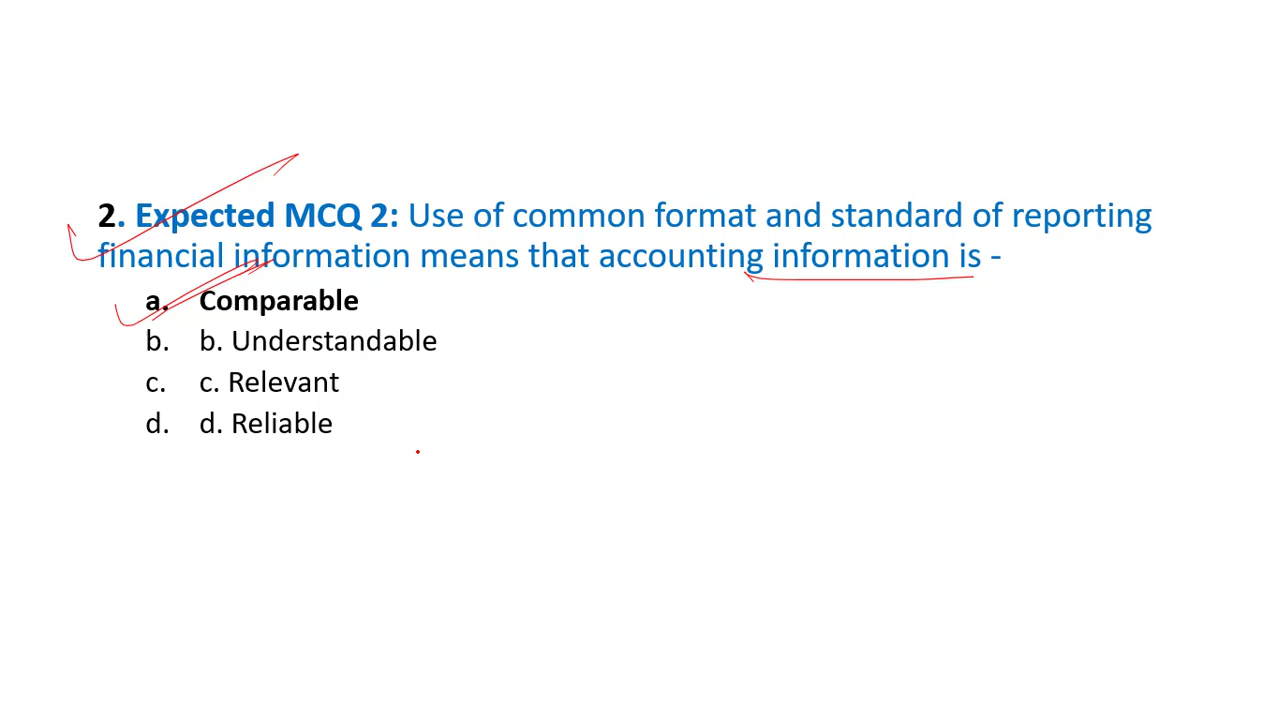 2. Expected MCQ 2: Use of common format and standard of reporting
financial information means that accounting information is -
a. Comparable
b. b. Understandable
c. c. Relevant
d. d. Reliable